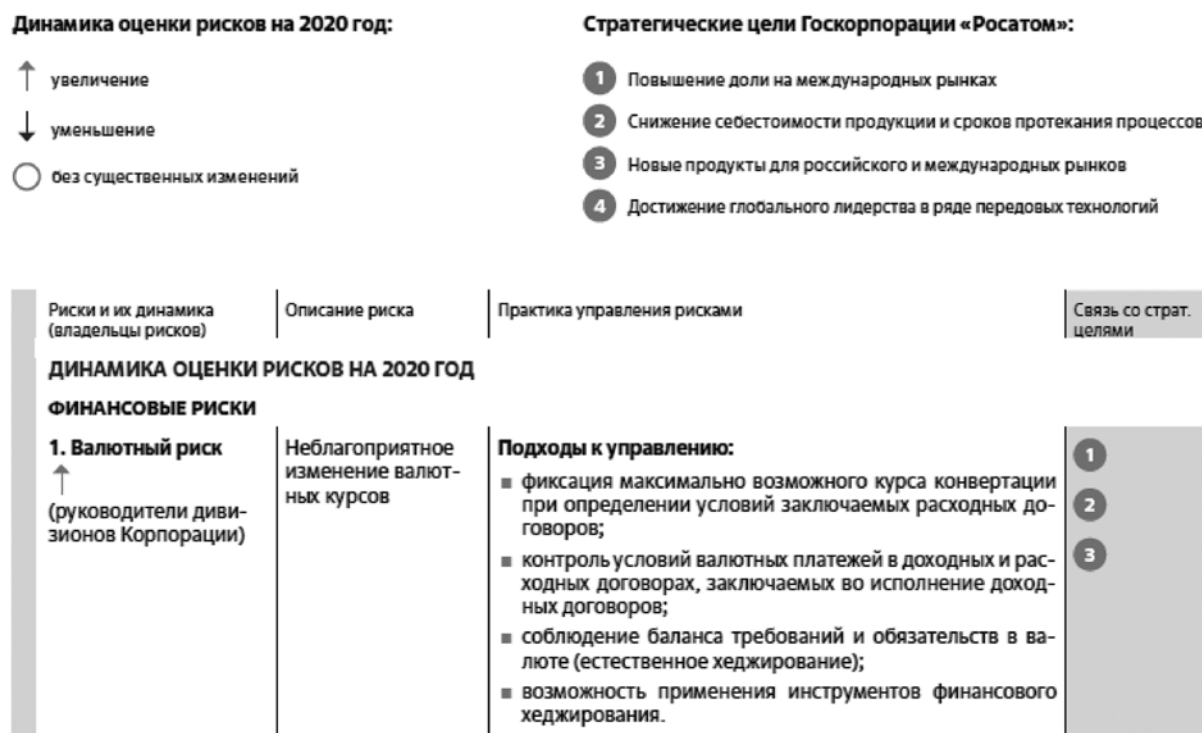 Динамика оценки рисков на 2020 год:
↑ увеличение
↓ уменьшение
○ без существенных изменений
Стратегические цели Госкорпорации «Росатом»:
1 Повышение доли на международных рынках
2 Снижение себестоимости продукции и сроков протекания процессов
3 Новые продукты для российского и международных рынков
4 Достижение глобального лидерства в ряде передовых технологий
Риски и их динамика
(владельцы рисков)
Описание риска
Практика управления рисками
Связь со страт.
целями
ДИНАМИКА ОЦЕНКИ РИСКОВ НА 2020 ГОД
ФИНАНСОВЫЕ РИСКИ
1. Валютный риск
↑
(руководители диви-
зионов Корпорации)
Неблагоприятное
изменение валют-
ных курсов
Подходы к управлению:
■ фиксация максимально возможного курса конвертации
при определении условий заключаемых расходных до-
говоров;
■ контроль условий валютных платежей в доходных и рас-
ходных договорах, заключаемых во исполнение доход-
ных договоров;
■ соблюдение баланса требований и обязательств в ва-
люте (естественное хеджирование);
■ возможность применения инструментов финансового
хеджирования.
1
2
3